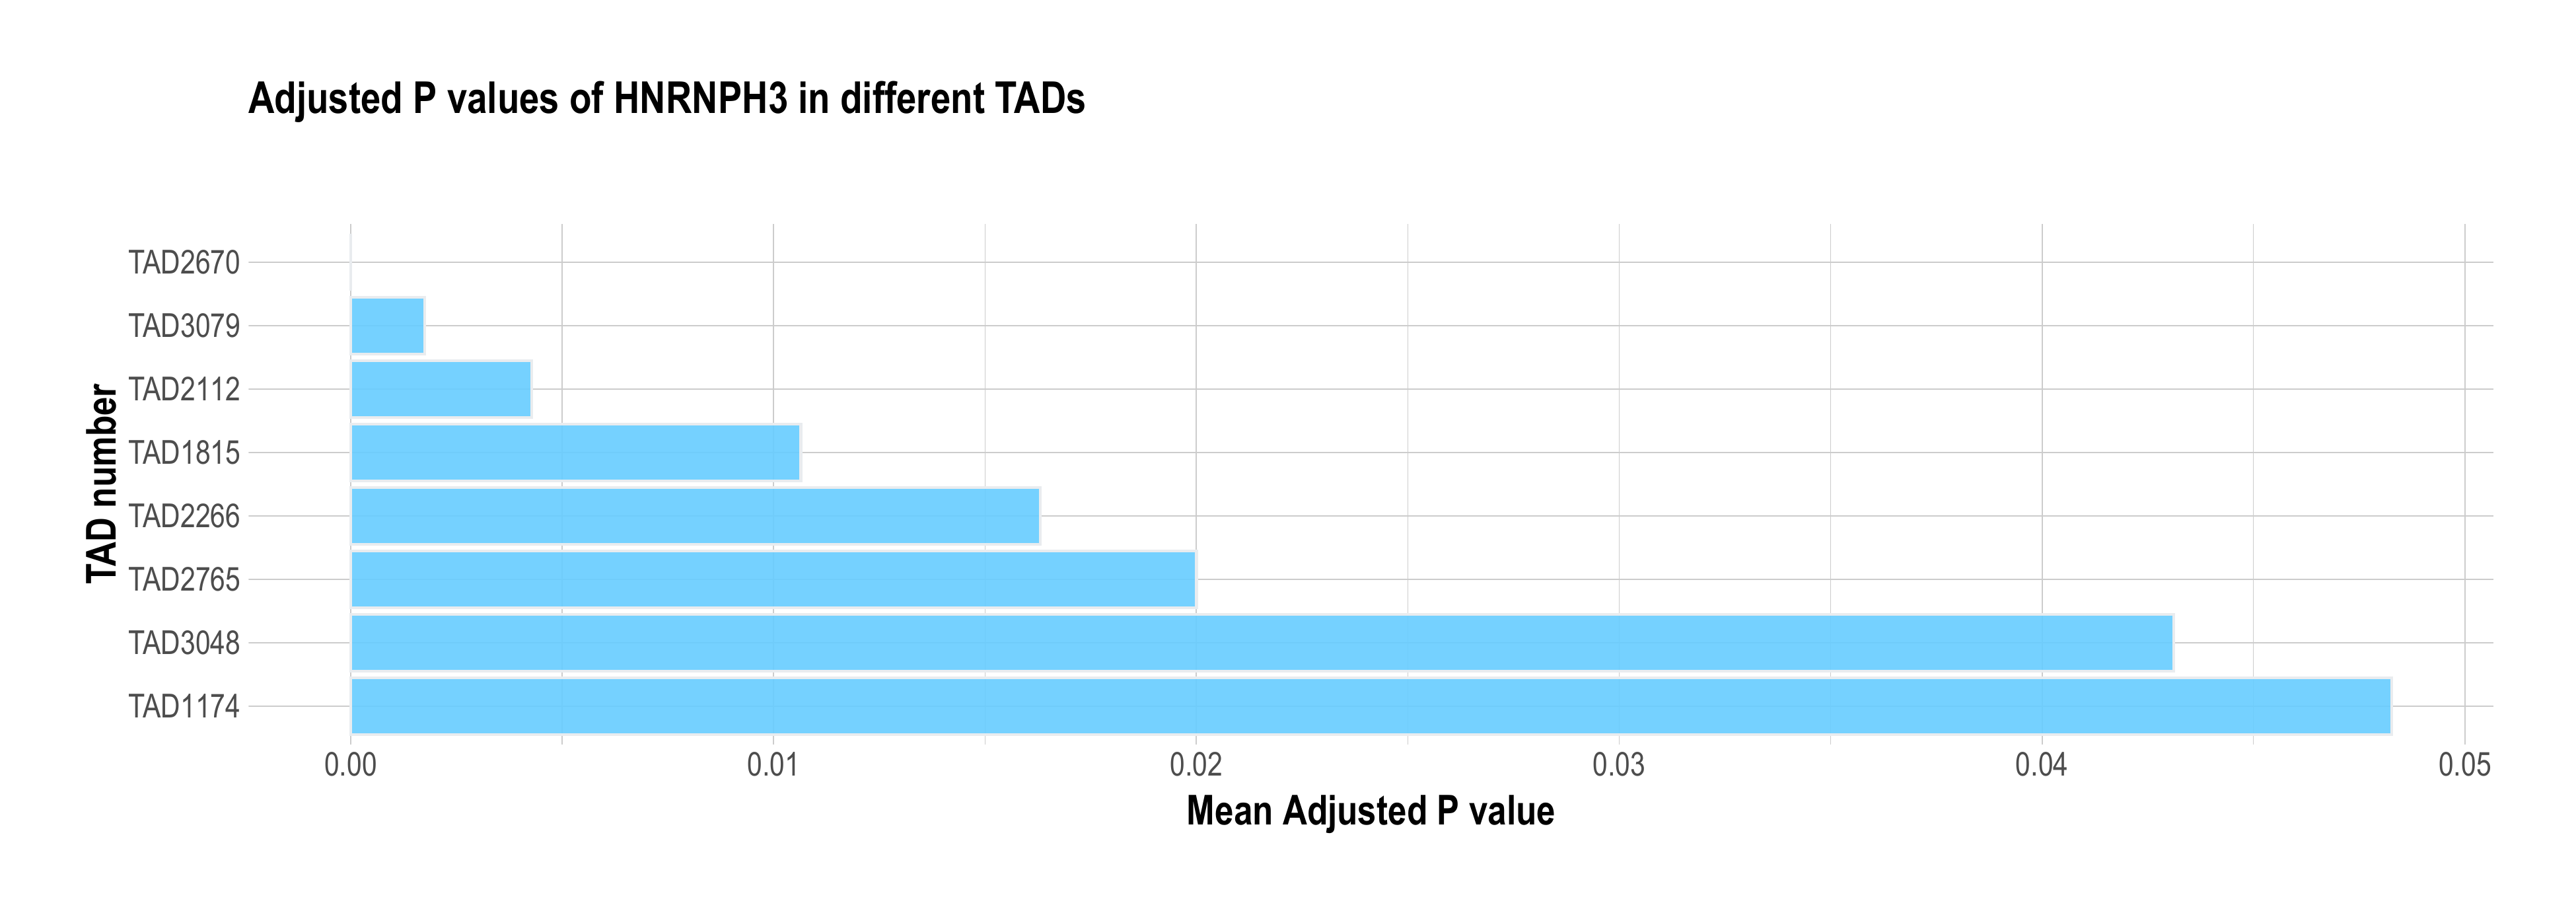 Adjusted P values of HNRNPH3 in different TADs
TAD number
TAD2670
TAD3079
TAD2112
TAD1815
TAD2266
TAD2765
TAD3048
TAD1174
0.00 0.01 0.02 0.03 0.04 0.05
Mean Adjusted P value